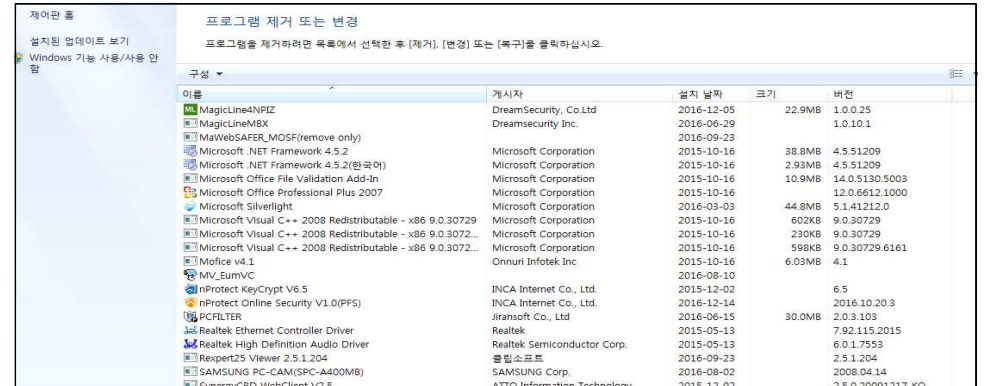 제어판 홈
설치된 업데이트 보기
Windows 기능 사용/사용 안
함
프로그램 제거 또는 변경
프로그램을 제거하려면 목록에서 선택한 후 [제거], [변경] 또는 [복구]를 클릭하십시오.
구성
이름 게시자 설치 날짜 크기 버전
ML MagicLine4NPIZ DreamSecurity, Co.Ltd 2016-12-05 22.9MB 1.0.0.25
MagicLineMBX Dreamsecurity Inc. 2016-06-29 1.0.10.1
MaWebSAFER_MOSF(remove only) 2016-09-23
Microsoft .NET Framework 4.5.2 Microsoft Corporation 2015-10-16 38.8MB 4.5.51209
Microsoft .NET Framework 4.5.2(한국어) Microsoft Corporation 2015-10-16 2.93MB 4.5.51209
Microsoft Office File Validation Add-In Microsoft Corporation 2015-10-16 10.9MB 14.0.5130.5003
Microsoft Office Professional Plus 2007 Microsoft Corporation 2015-10-16 12.0.6612.1000
Microsoft Silverlight Microsoft Corporation 2016-03-03 44.8MB 5.1.41212.0
Microsoft Visual C++ 2008 Redistributable - x86 9.0.30729 Microsoft Corporation 2015-10-16 602KB 9.0.30729
Microsoft Visual C++ 2008 Redistributable - x86 9.0.3072... Microsoft Corporation 2015-10-16 230KB 9.0.30729
Microsoft Visual C++ 2008 Redistributable - x86 9.0.3072... Microsoft Corporation 2015-10-16 598KB 9.0.30729.6161
Mofice v4.1 Onnuri Infotek Inc 2015-10-16 6.03MB 4.1
MV_EumVC 2016-08-10
nProtect KeyCrypt V6.5 INCA Internet Co., Ltd. 2015-12-02 6.5
nProtect Online Security V1.0(PFS) INCA Internet Co., Ltd. 2016-12-14 2016.10.20.3
PCFILTER Jiransoft Co., Ltd 2016-06-15 30.0MB 2.0.3.103
Realtek Ethernet Controller Driver Realtek 2015-05-13 7.92.115.2015
Realtek High Definition Audio Driver Realtek Semiconductor Corp. 2015-05-13 6.0.1.7553
Rexpert25 Viewer 2.5.1.204 클립소프트 2016-09-23 2.5.1.204
SAMSUNG PC-CAM(SPC-A400MB) SAMSUNG Corp. 2016-08-02 2008.04.14
WebClient V2.5 ATTO Information Technology 2015-12-02